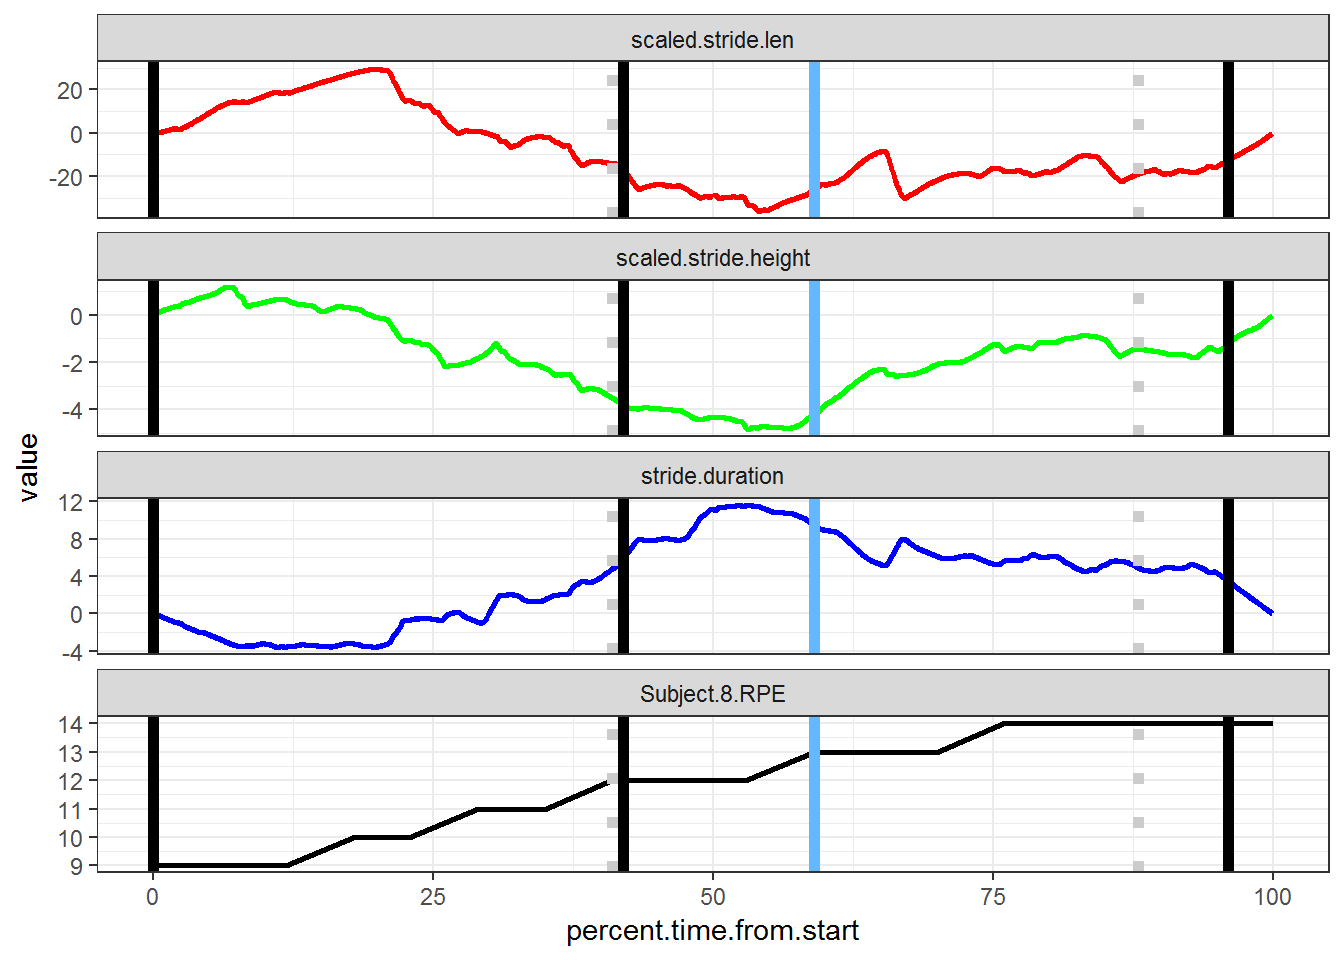 scaled.stride.len
20
0
-20
scaled.stride.height
0
-2
-4
value
stride.duration
12
8
4
0
-4
Subject.8.RPE
14
13
12
11
10
9
0 25 50 75 100
percent.time.from.start